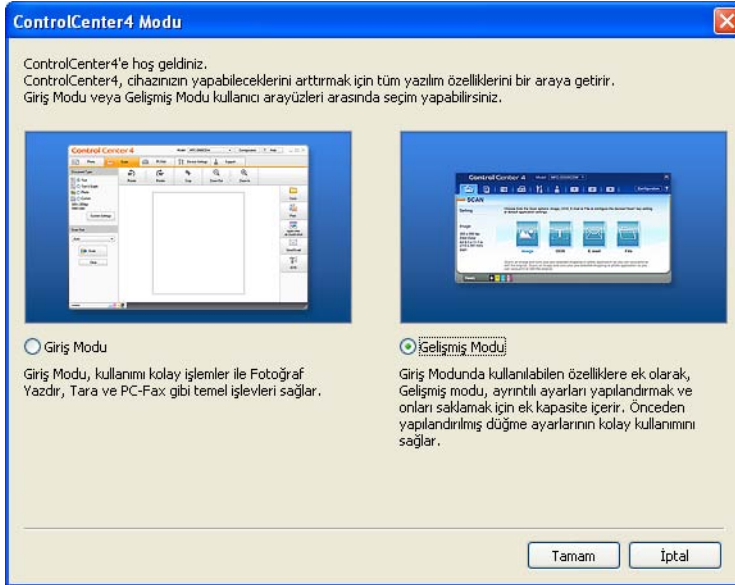 ControlCenter4 Modu
ControlCenter4'e hoş geldiniz.
ControlCenter4, cihazınızın yapabileceklerini arttırmak için tüm yazılım özelliklerini bir araya getirir.
Giriş Modu veya Gelişmiş Modu kullanıcı arayüzleri arasında seçim yapabilirsiniz.
Control Center 4
Control Center 4
SCAN
Giriş Modu
Giriş Modu, kullanımı kolay işlemler ile Fotoğraf
Yazdır, Tara ve PC-Fax gibi temel işlevleri sağlar.
Gelişmiş Modu
Giriş Modunda kullanılabilen özelliklere ek olarak,
Gelişmiş modu, ayrıntılı ayarları yapılandırmak ve
onları saklamak için ek kapasite içerir. Önceden
yapılandırılmış düğme ayarlarının kolay kullanımını
sağlar.
Tamam
İptal